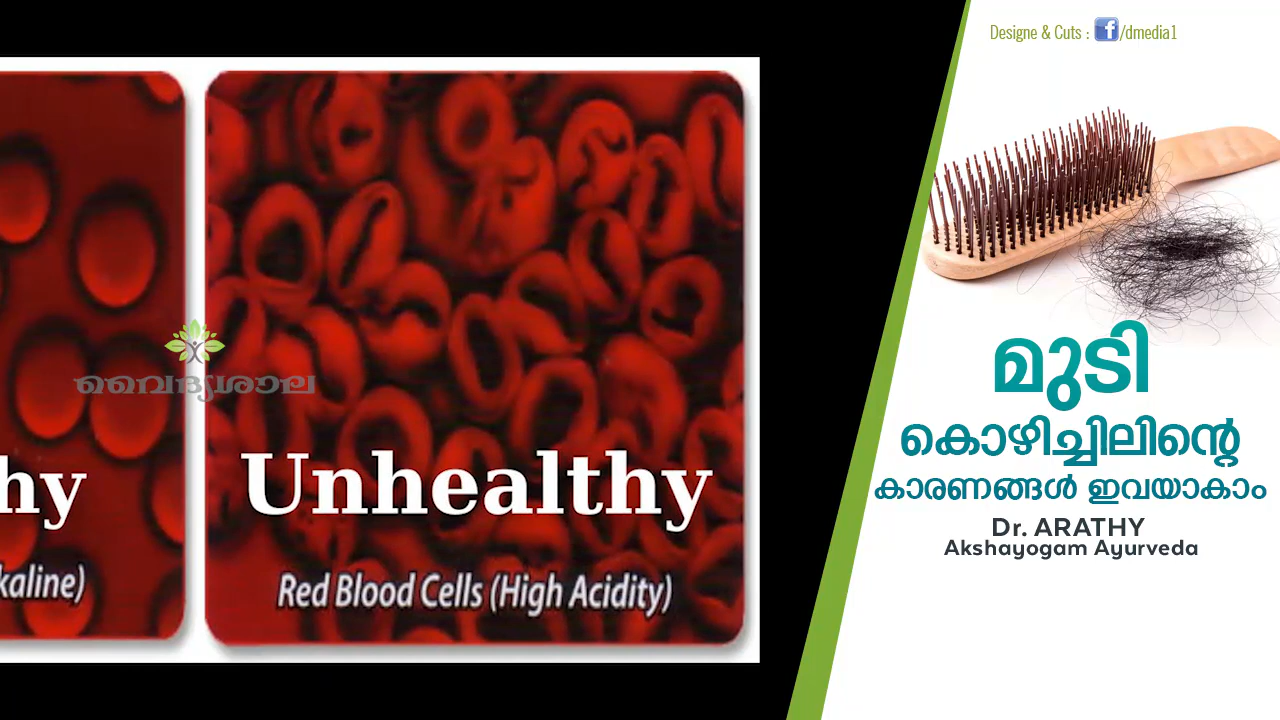 Designe & Cuts : f/dmedia1
hy
kaline)
വൈദ്യശാല
Unhealthy
Red Blood Cells (High Acidity)
മുടി
കൊഴിച്ചിലിന്റെ
കാരണങ്ങൾ ഇവയാകാം
Dr. ARATHY
Akshayogam Ayurveda